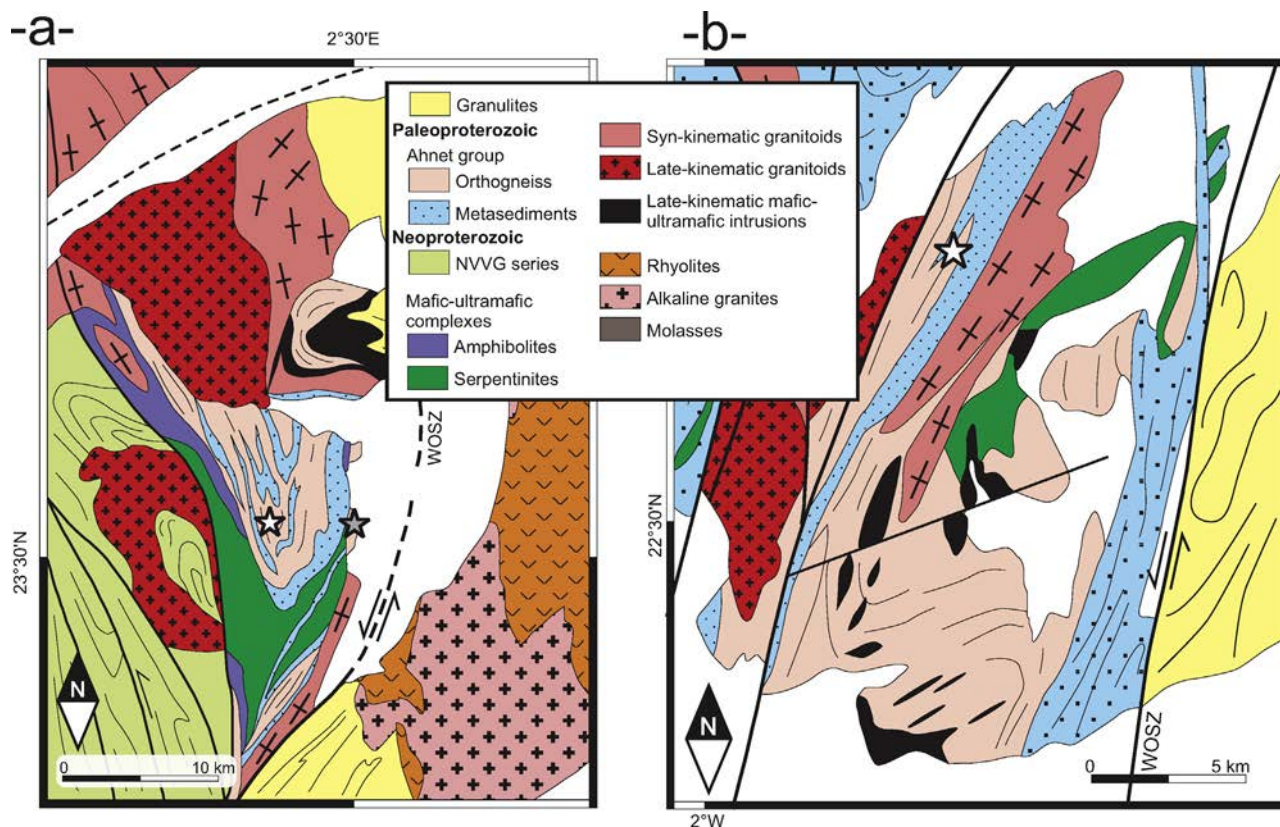 -a-
2°30'E
-b-
Granulites
Paleoproterozoic
Ahnet group
Orthogneiss
Metasediments
Neoproterozoic
NVVG series
Mafic-ultramafic
complexes
Amphibolites
Serpentinites
Syn-kinematic granitoids
Late-kinematic granitoids
Late-kinematic mafic-
ultramafic intrusions
Rhyolites
Alkaline granites
Molasses
WOSZ
23°30'N
N
0 10 km
22°30'N
N
WOSZ
0 5 km
2°W